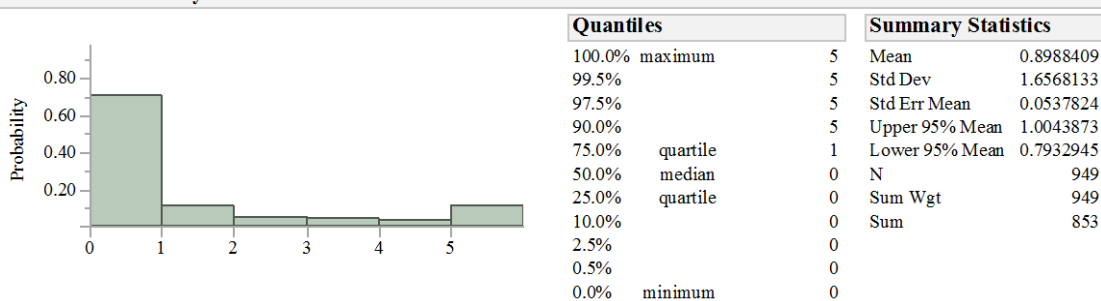 Probability
0.80
0.60
0.40
0.20
0 1 2 3 4 5
Quantiles
100.0% maximum 5
99.5% 5
97.5% 5
90.0% 5
75.0% quartile 1
50.0% median 0
25.0% quartile 0
10.0% 0
2.5% 0
0.5% 0
0.0% minimum 0
Summary Statistics
Mean 0.8988409
Std Dev 1.6568133
Std Err Mean 0.0537824
Upper 95% Mean 1.0043873
Lower 95% Mean 0.7932945
N 949
Sum Wgt 949
Sum 853